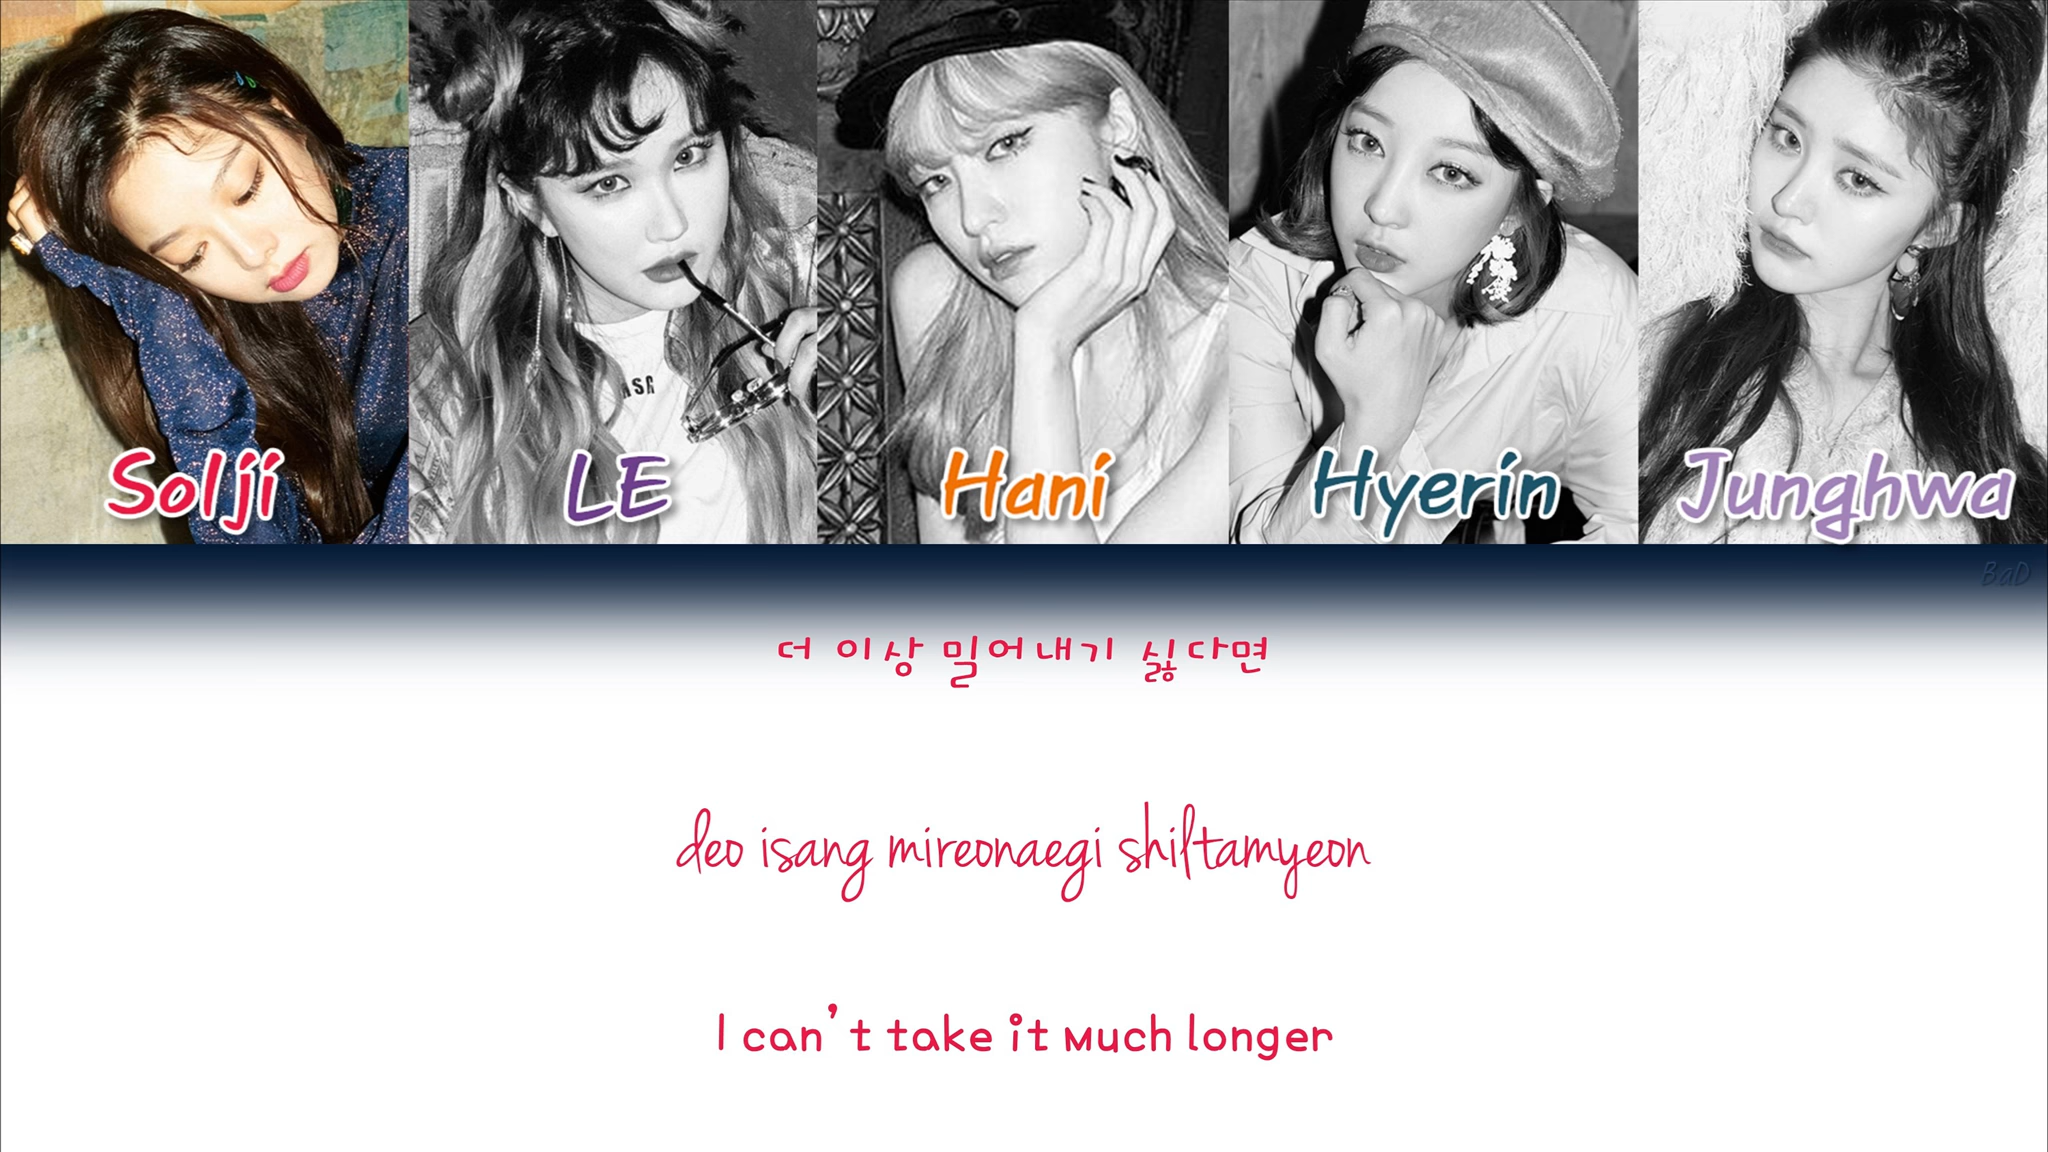 Solji LE Hani Hyerin Junghwa
BaD
더 이상 밀어내기 싫다면
deo isang mireonaegi shiltamyeon
I can't take it much longer